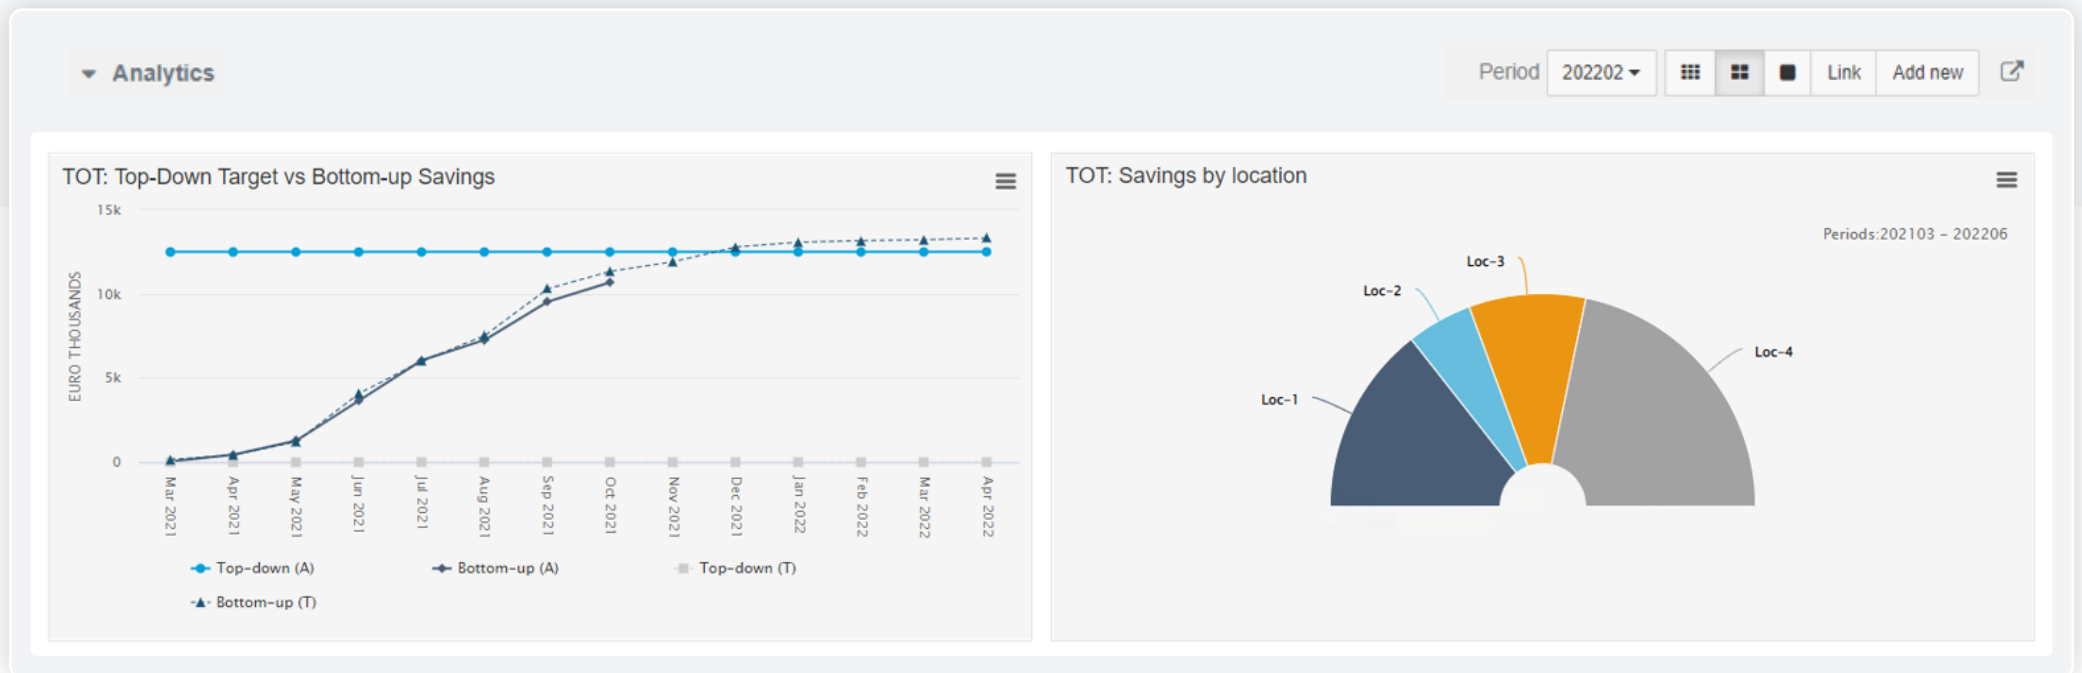 Analytics
Period 202202 Link Add new
TOT: Top-Down Target vs Bottom-up Savings
15k
10k
5k
0
EURO THOUSANDS
Mar 2021
Apr 2021
May 2021
Jun 2021
Jul 2021
Aug 2021
Sep 2021
Oct 2021
Nov 2021
Dec 2021
Jan 2022
Feb 2022
Mar 2022
Apr 2022
Top-down (A) Bottom-up (A) Top-down (T)
Bottom-up (T)
TOT: Savings by location
Periods:202103 - 202206
Loc-3
Loc-2
Loc-4
Loc-1